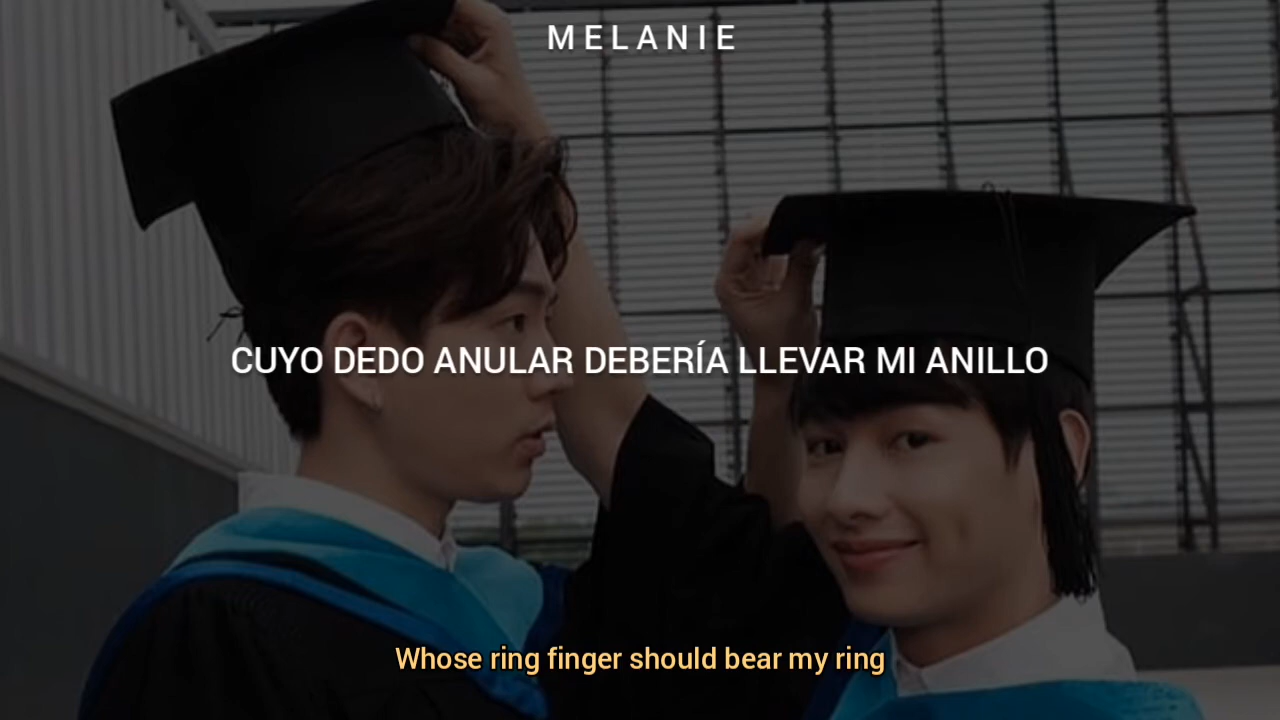 MELANIE
CUYO DEDO ANULAR DEBERÍA LLEVAR MI ANILLO
Whose ring finger should bear my ring